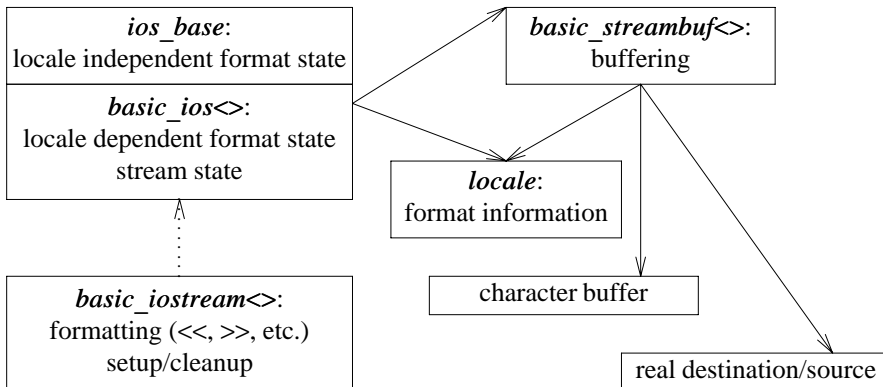 ios_base:
locale independent format state
basic_ios<>:
locale dependent format state
stream state
basic_streambuf<>:
buffering
locale:
format information
character buffer
basic_iostream<>:
formatting (<<, >>, etc.)
setup/cleanup
real destination/source